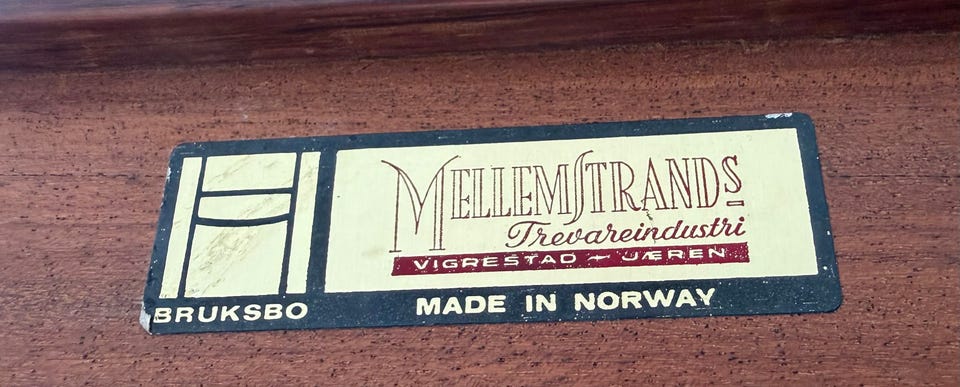 MELLEMSTRANDS
Trevareindustri
VIGRESTAD - JÆREN
BRUKSBO
MADE IN NORWAY